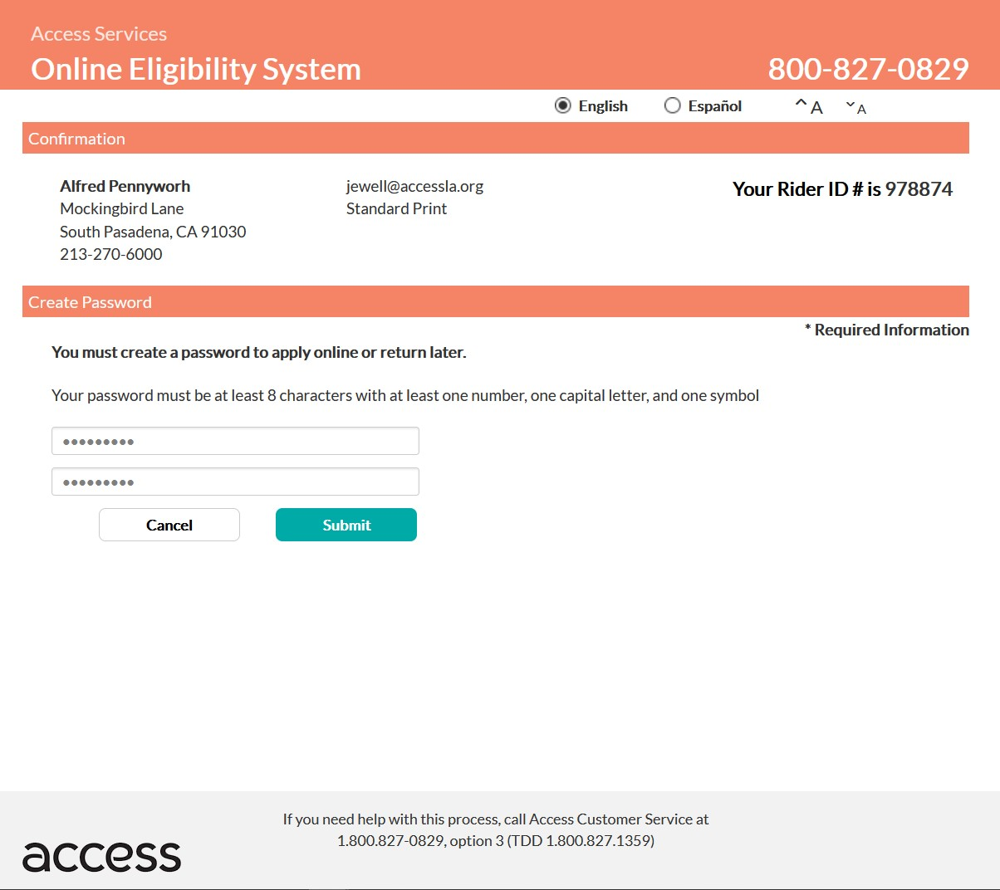 Access Services
Online Eligibility System
800-827-0829
English
Español
^ A
ˇ A
Confirmation
Alfred Pennyworh
jewell@accessla.org
Your Rider ID # is 978874
Mockingbird Lane
Standard Print
South Pasadena, CA 91030
213-270-6000
Create Password
* Required Information
You must create a password to apply online or return later.
Your password must be at least 8 characters with at least one number, one capital letter, and one symbol
•••••••••
•••••••••
Cancel
Submit
If you need help with this process, call Access Customer Service at
1.800.827-0829, option 3 (TDD 1.800.827.1359)
access